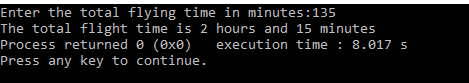 Enter the total flying time in minutes:135
The total flight time is 2 hours and 15 minutes
Process returned 0 (0x0)   execution time : 8.017 s
Press any key to continue.